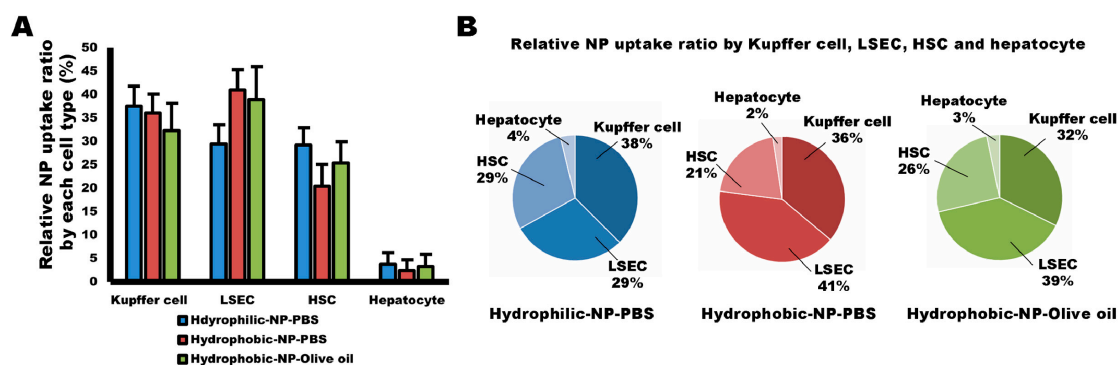 A
Relative NP uptake ratio
by each cell type (%)
50
45
40
35
30
25
20
15
10
5
0
Kupffer cell
LSEC
HSC
Hepatocyte
Hdyrophilic-NP-PBS
Hydrophobic-NP-PBS
Hydrophobic-NP-Olive oil
B
Relative NP uptake ratio by Kupffer cell, LSEC, HSC and hepatocyte
Hepatocyte
4%
Kupffer cell
38%
HSC
29%
LSEC
29%
Hydrophilic-NP-PBS
Hepatocyte
2%
Kupffer cell
36%
HSC
21%
LSEC
41%
Hydrophobic-NP-PBS
Hepatocyte
3%
Kupffer cell
32%
HSC
26%
LSEC
39%
Hydrophobic-NP-Olive oil